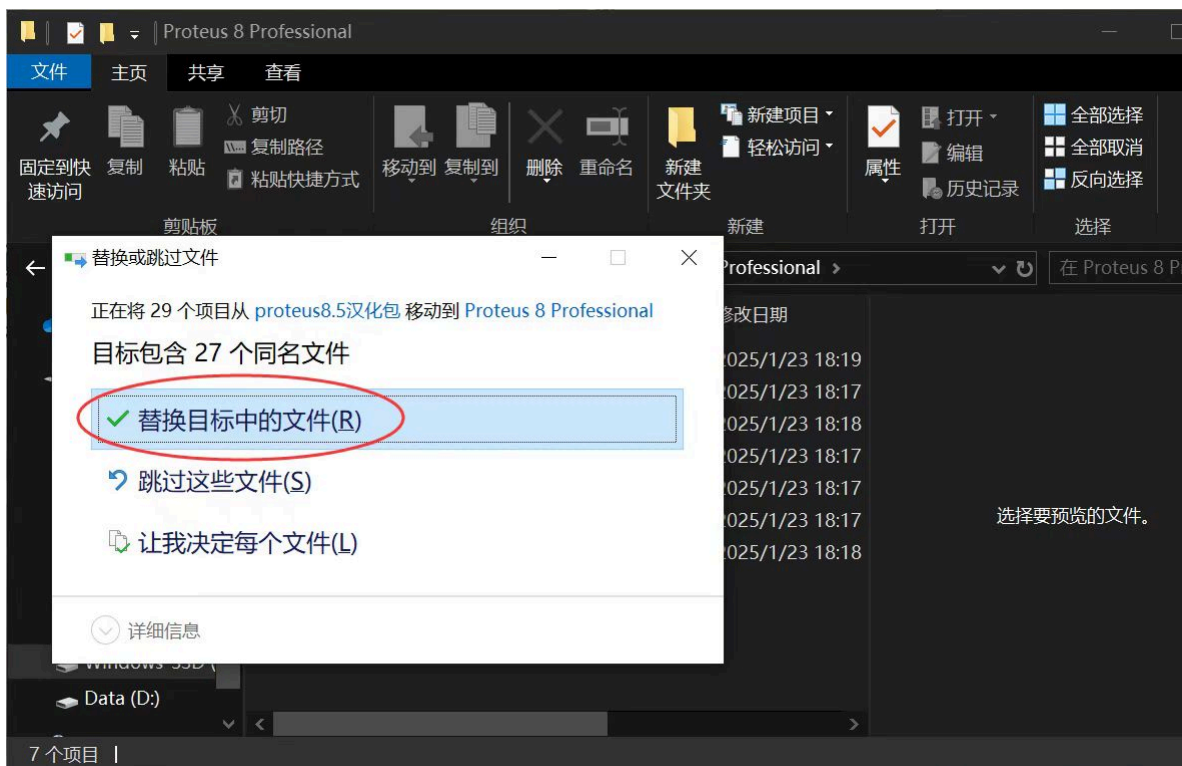 Proteus 8 Professional
文件 主页 共享 查看
固定到快速访问
复制
粘贴
剪切
复制路径
粘贴快捷方式
剪贴板
移动到 复制到 删除 重命名
组织
新建文件夹
新建项目
轻松访问
新建
属性
打开
编辑
历史记录
打开
全部选择
全部取消
反向选择
选择
Professional
在 Proteus 8 P
替换或跳过文件
正在将 29 个项目从 proteus8.5汉化包 移动到 Proteus 8 Professional
目标包含 27 个同名文件
替换目标中的文件(R)
跳过这些文件(S)
让我决定每个文件(L)
详细信息
修改日期
2025/1/23 18:19
2025/1/23 18:17
2025/1/23 18:18
2025/1/23 18:17
2025/1/23 18:17
2025/1/23 18:17
2025/1/23 18:18
选择要预览的文件。
Data (D:)
7 个项目